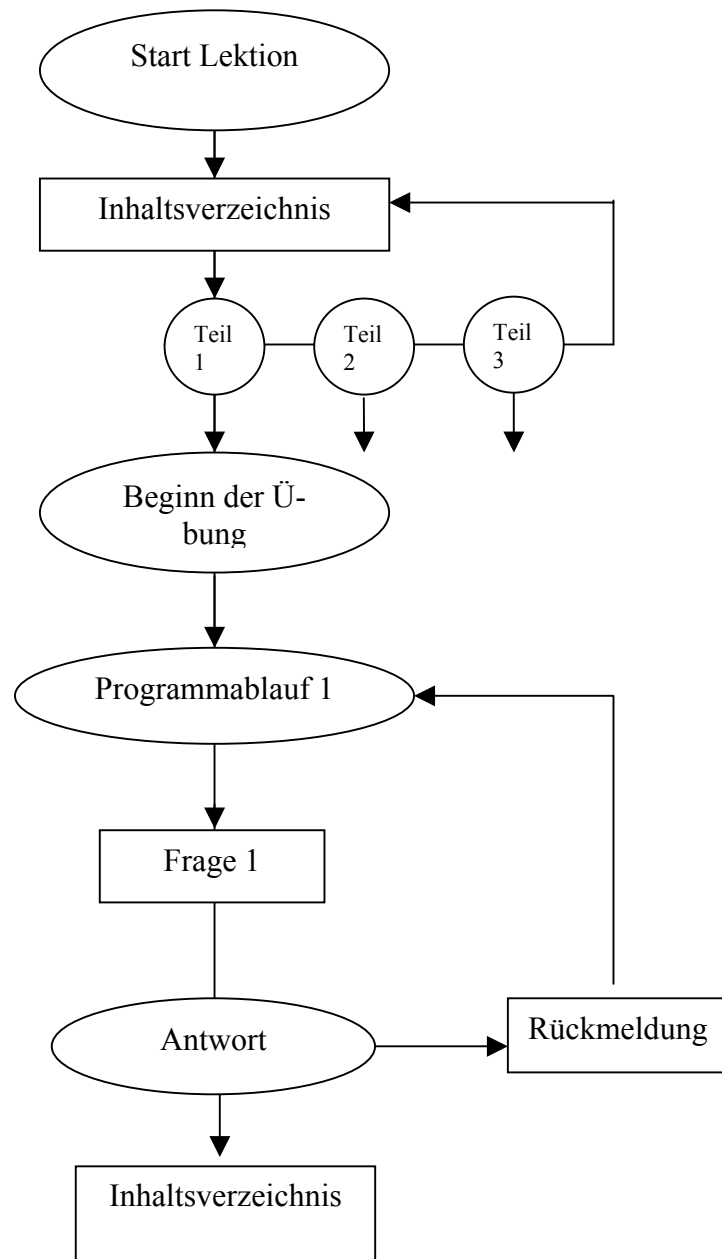 Start Lektion
Inhaltsverzeichnis
Teil
1
Teil
2
Teil
3
Beginn der Ü-
bung
Programmablauf 1
Frage 1
Antwort
Rückmeldung
Inhaltsverzeichnis